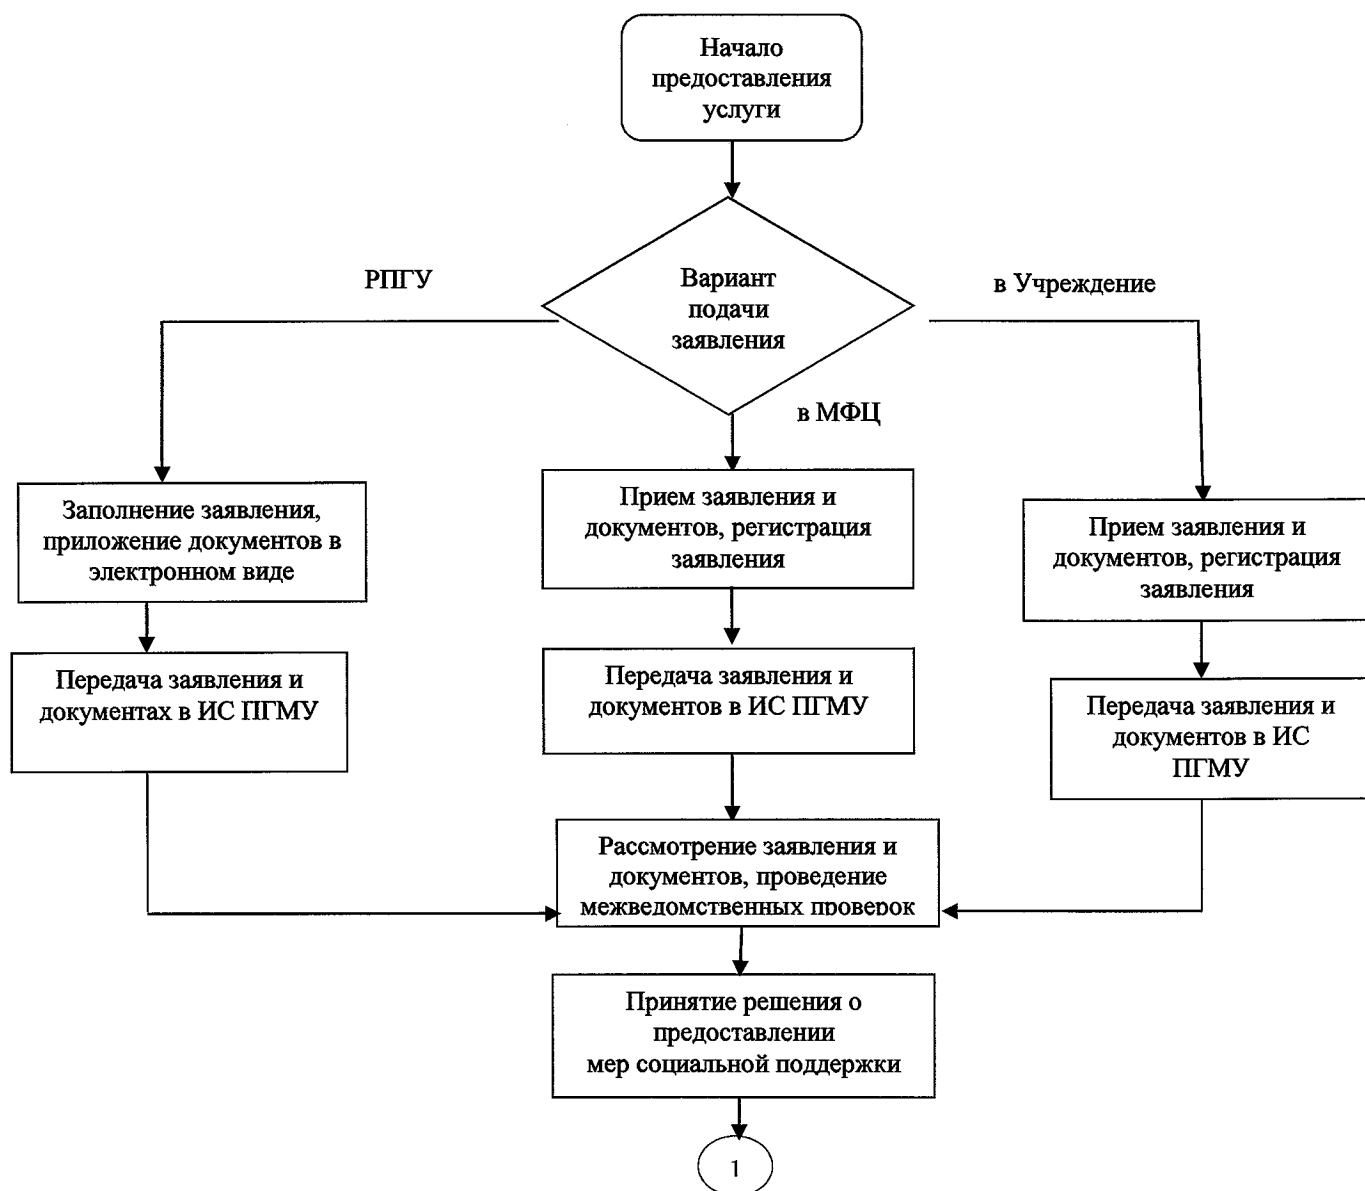 Начало
предоставления
услуги
РПГУ
Вариант
подачи
заявления
в Учреждение
в МФЦ
Заполнение заявления,
приложение документов в
электронном виде
Прием заявления и
документов, регистрация
заявления
Прием заявления и
документов, регистрация
заявления
Передача заявления и
документах в ИС ПГМУ
Передача заявления и
документов в ИС ПГМУ
Передача заявления и
документов в ИС
ПГМУ
Рассмотрение заявления и
документов, проведение
межведомственных проверок
Принятие решения о
предоставлении
мер социальной поддержки
1